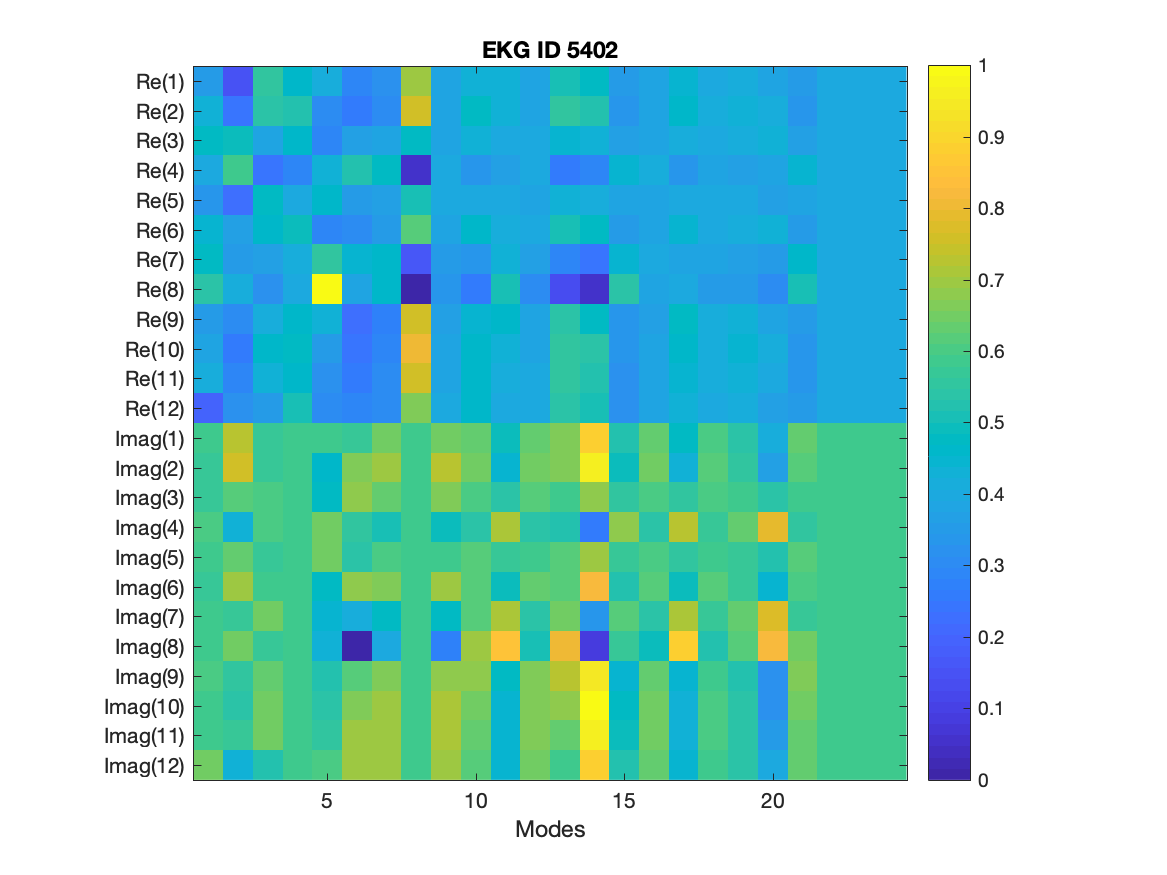 EKG ID 5402
Re(1)
Re(2)
Re(3)
Re(4)
Re(5)
Re(6)
Re(7)
Re(8)
Re(9)
Re(10)
Re(11)
Re(12)
Imag(1)
Imag(2)
Imag(3)
Imag(4)
Imag(5)
Imag(6)
Imag(7)
Imag(8)
Imag(9)
Imag(10)
Imag(11)
Imag(12)
5 10 15 20
Modes
1
0.9
0.8
0.7
0.6
0.5
0.4
0.3
0.2
0.1
0